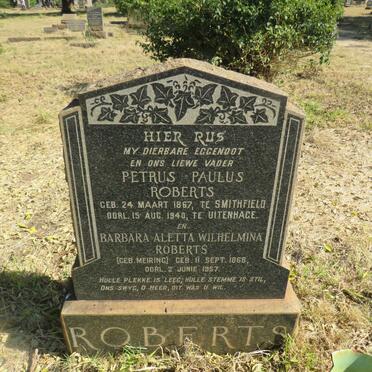 HIER RUS
MY DIERBARE EGGENOOT
EN ONS LIEWE VADER
PETRUS PAULUS
ROBERTS
GEB. 24 MAART 1867, TE SMITHFIELD
OORL. 15 AUG. 1940, TE UITENHAGE.
EN
BARBARA ALETTA WILHELMINA
ROBERTS
(GEB. MEIRING) GEB. 11 SEPT. 1868,
OORL. 2 JUNIE 1957.
HULLE PLEKKE IS LEEG, HULLE STEMME IS STIL,
ONS SWYG, O HEER, DIT WAS U WIL.
ROBERTS